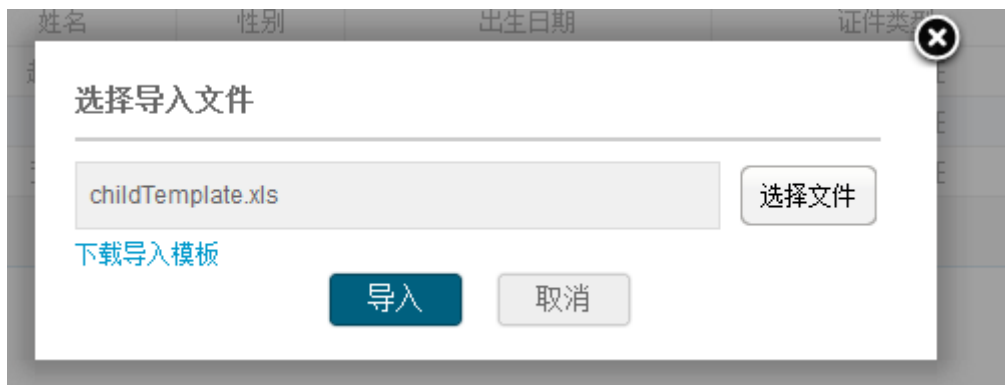 姓名 性别 出生日期 证件类型
选择导入文件
childTemplate.xls 选择文件
下载导入模板
导入 取消